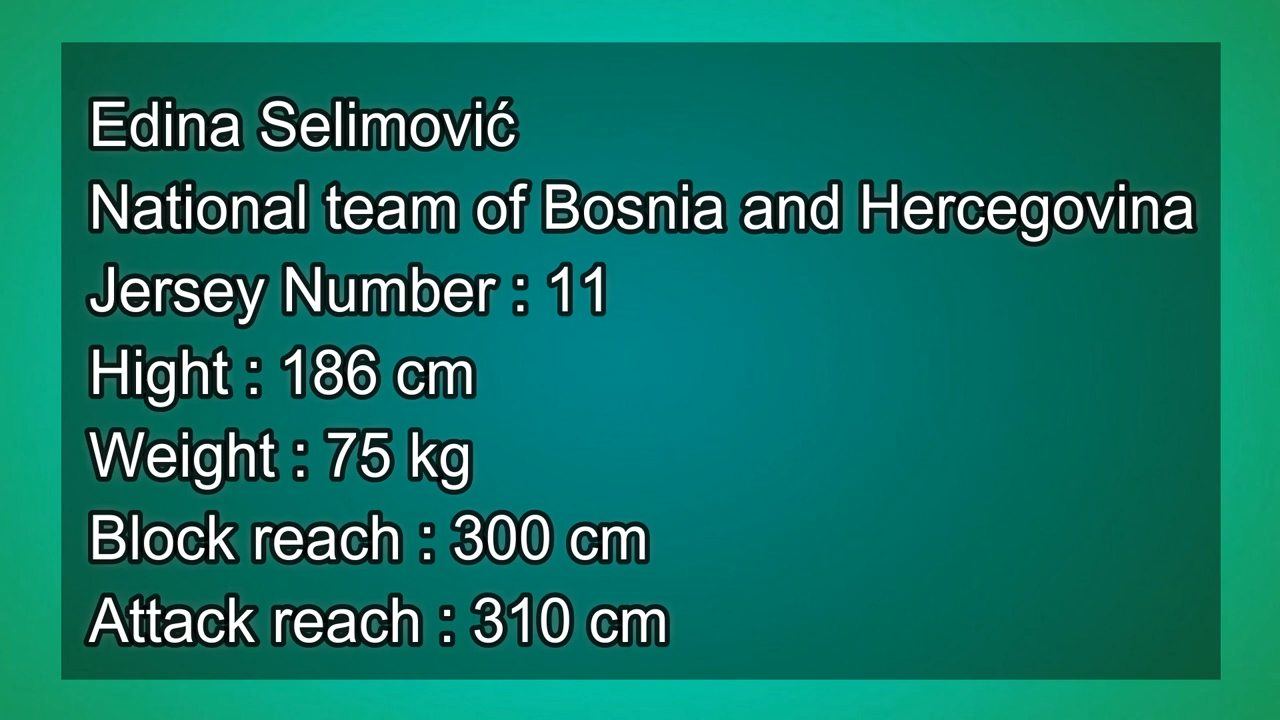 Edina Selimović
National team of Bosnia and Hercegovina
Jersey Number : 11
Hight : 186 cm
Weight : 75 kg
Block reach : 300 cm
Attack reach : 310 cm